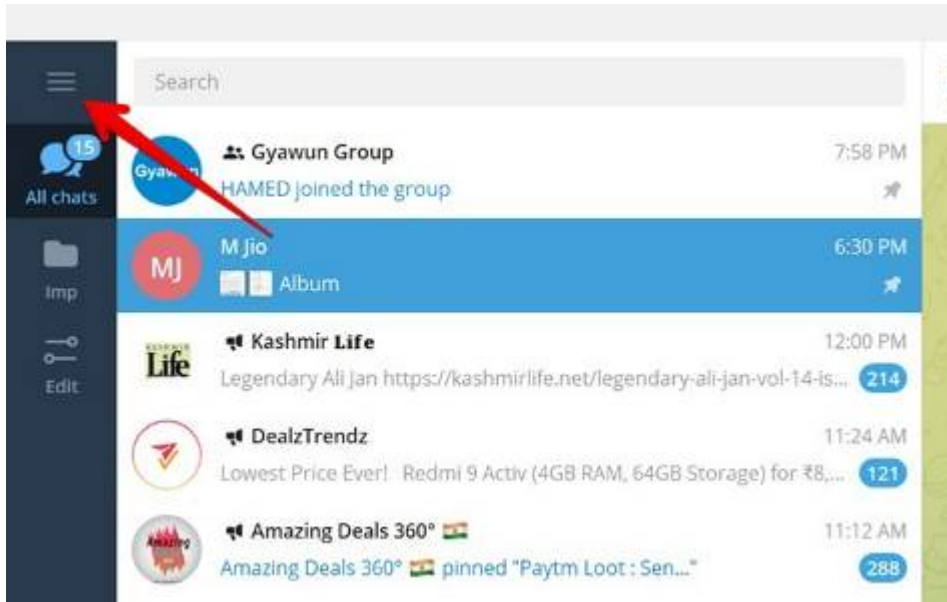 Search
15
All chats
Imp
Edit
Gyawun Group
7:58 PM
HAMED joined the group
MJ
M Jio
6:30 PM
Album
Life
Kashmir Life
12:00 PM
Legendary Ali Jan https://kashmirlife.net/legendary-ali-jan-vol-14-is...
214
DealzTrendz
11:24 AM
Lowest Price Ever! Redmi 9 Activ (4GB RAM, 64GB Storage) for ₹8,...
121
Amazing
Amazing Deals 360° 🇮🇳
11:12 AM
Amazing Deals 360° 🇮🇳 pinned "Paytm Loot : Sen..."
288